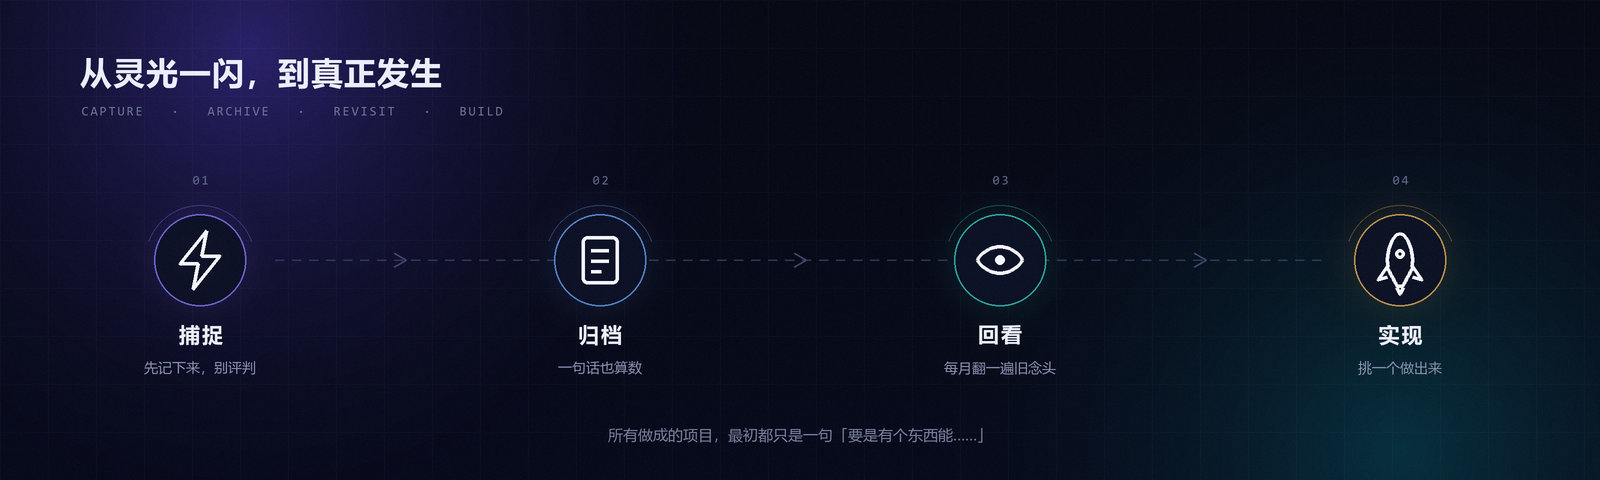 从灵光一闪，到真正发生
CAPTURE · ARCHIVE · REVISIT · BUILD
01
02
03
04
捕捉
归档
回看
实现
先记下来，别评判
一句话也算数
每月翻一遍旧念头
挑一个做出来
所有做成的项目，最初都只是一句「要是有个东西能……」